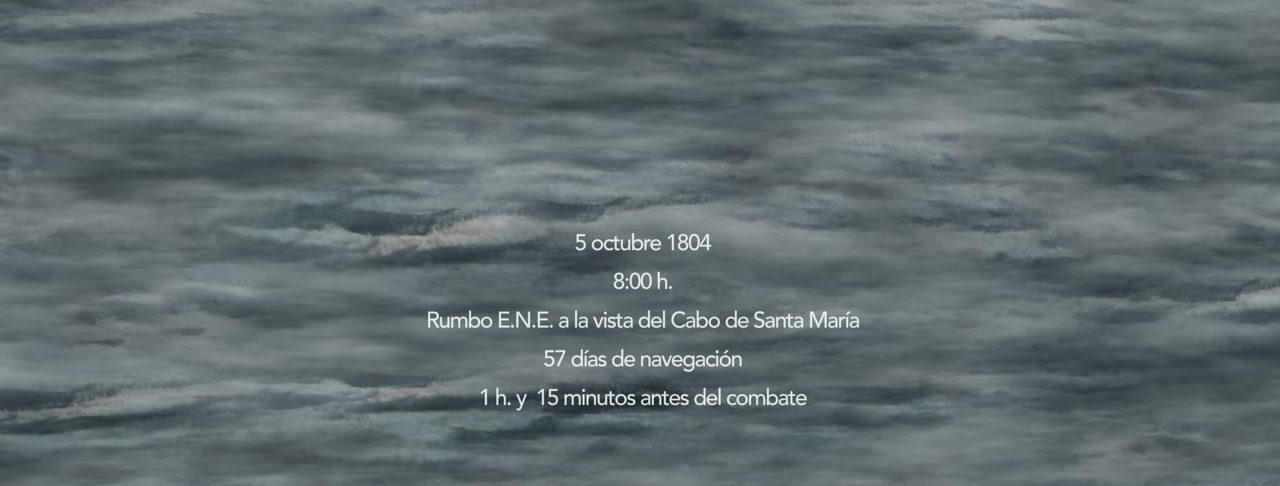 5 octubre 1804
8:00 h.
Rumbo E.N.E. a la vista del Cabo de Santa María
57 días de navegación
1 h. y  15 minutos antes del combate